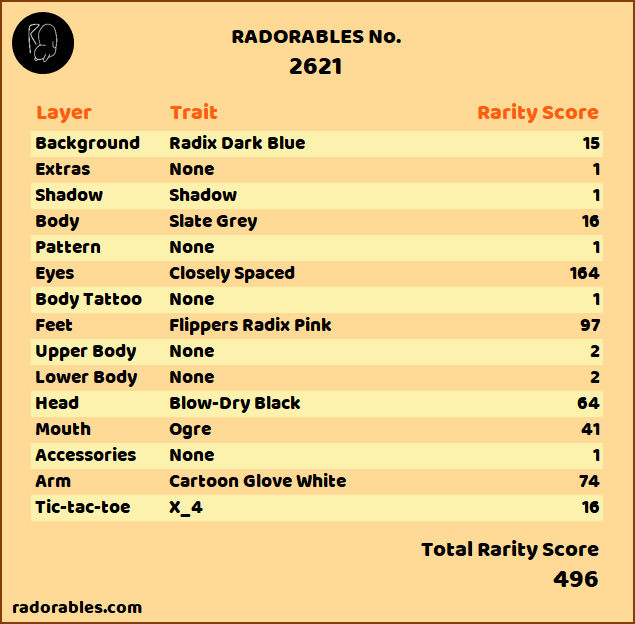 RADORABLES No.
2621
Layer Trait Rarity Score
Background Radix Dark Blue 15
Extras None 1
Shadow Shadow 1
Body Slate Grey 16
Pattern None 1
Eyes Closely Spaced 164
Body Tattoo None 1
Feet Flippers Radix Pink 97
Upper Body None 2
Lower Body None 2
Head Blow-Dry Black 64
Mouth Ogre 41
Accessories None 1
Arm Cartoon Glove White 74
Tic-tac-toe X_4 16
Total Rarity Score
496
radorables.com